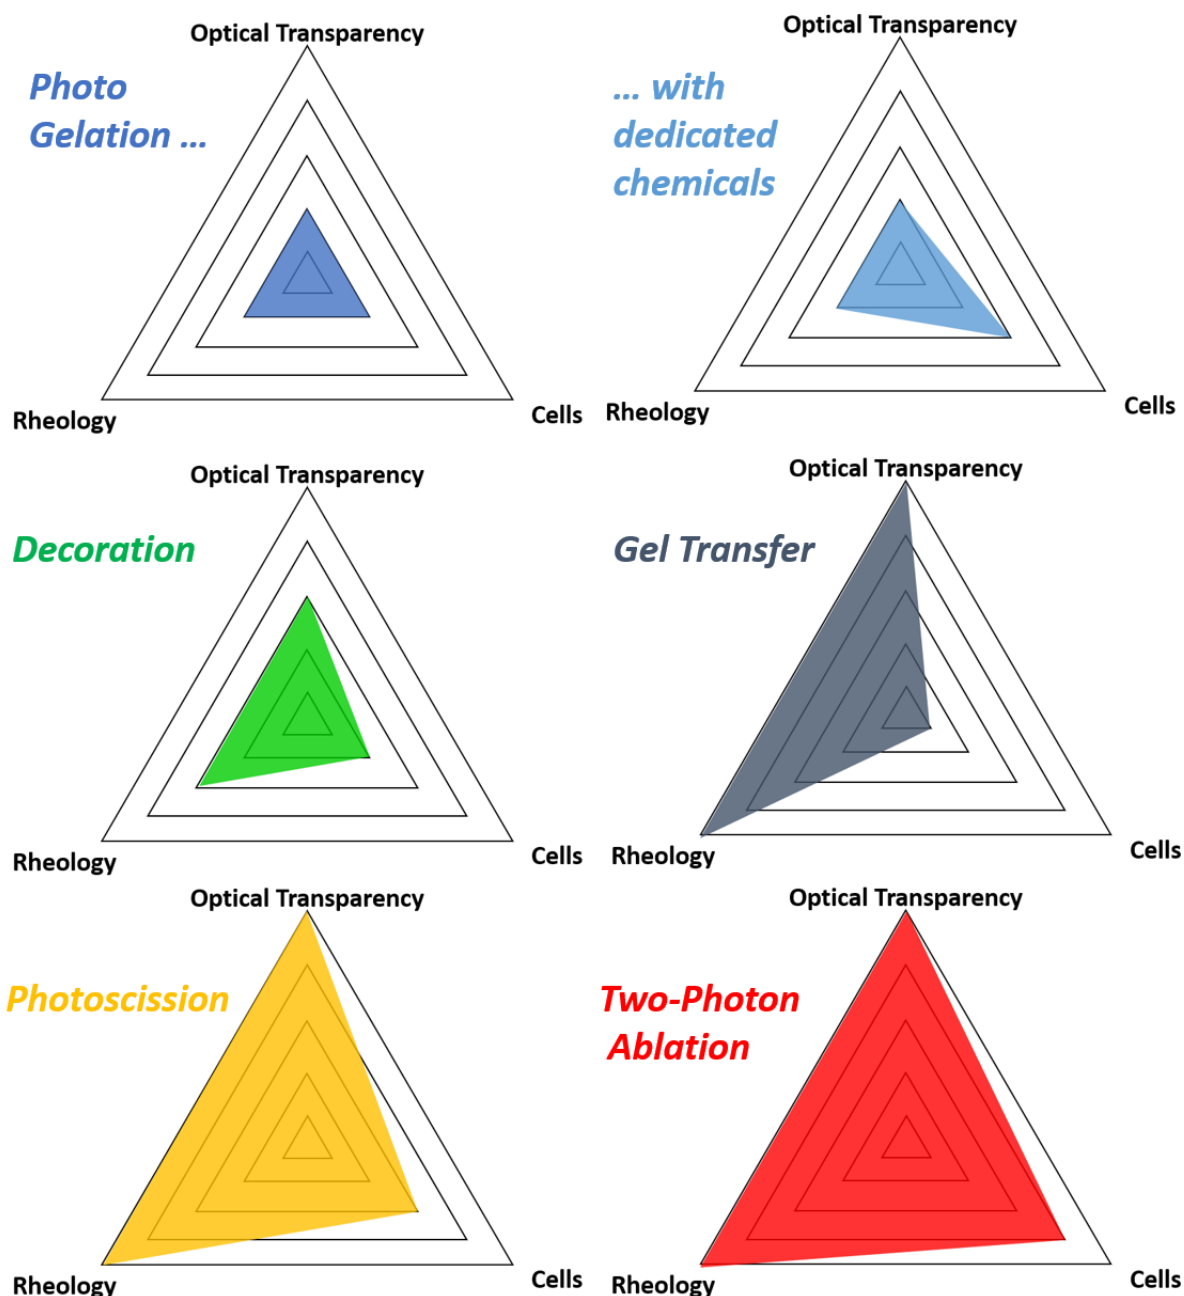 Optical Transparency
Photo
Gelation ...
Rheology
Cells
Optical Transparency
... with
dedicated
chemicals
Rheology
Cells
Optical Transparency
Decoration
Rheology
Cells
Optical Transparency
Gel Transfer
Rheology
Cells
Optical Transparency
Photoscission
Rheology
Cells
Optical Transparency
Two-Photon
Ablation
Rheology
Cells